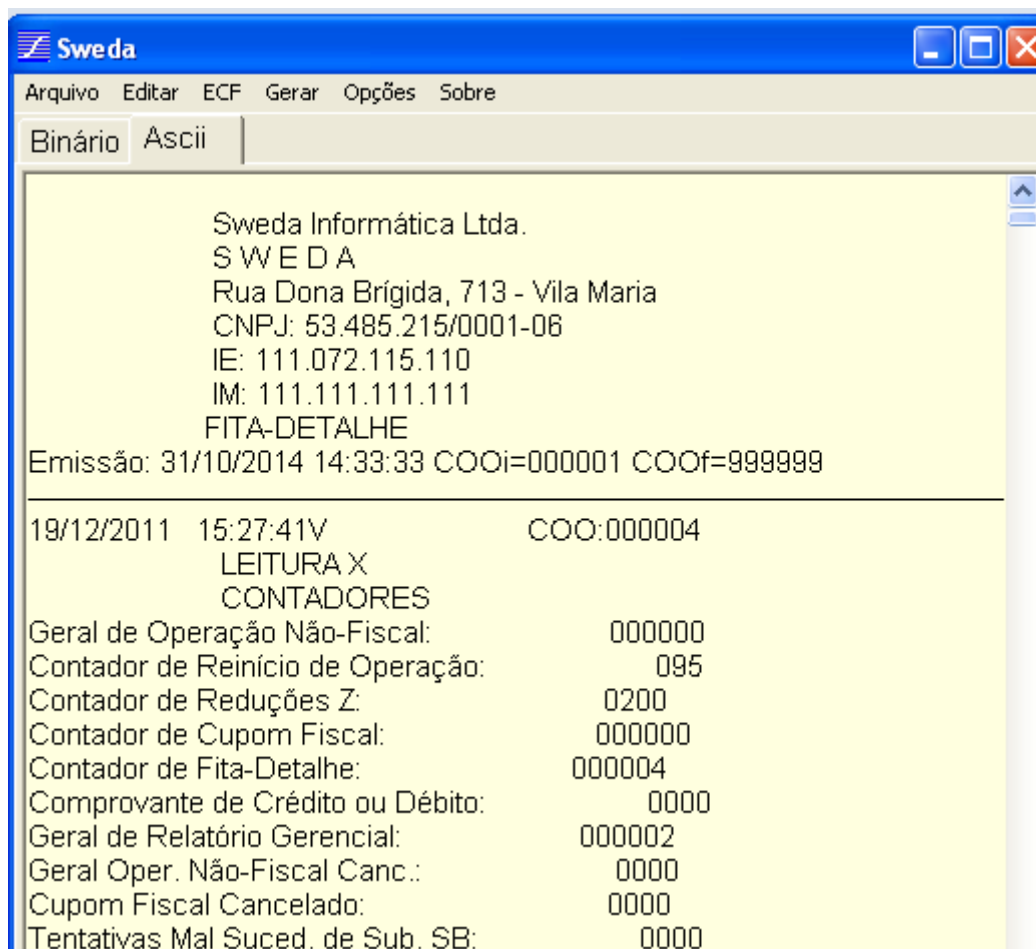 Sweda
Arquivo Editar ECF Gerar Opções Sobre
Binário Ascii
Sweda Informática Ltda.
S W E D A
Rua Dona Brígida, 713 - Vila Maria
CNPJ: 53.485.215/0001-06
IE: 111.072.115.110
IM: 111.111.111.111
FITA-DETALHE
Emissão: 31/10/2014 14:33:33 COOi=000001 COOf=999999
19/12/2011 15:27:41V COO:000004
LEITURA X
CONTADORES
Geral de Operação Não-Fiscal: 000000
Contador de Reinício de Operação: 095
Contador de Reduções Z: 0200
Contador de Cupom Fiscal: 000000
Contador de Fita-Detalhe: 000004
Comprovante de Crédito ou Débito: 0000
Geral de Relatório Gerencial: 000002
Geral Oper. Não-Fiscal Canc.: 0000
Cupom Fiscal Cancelado: 0000
Tentativas Mal Suced. de Sub. SB: 0000